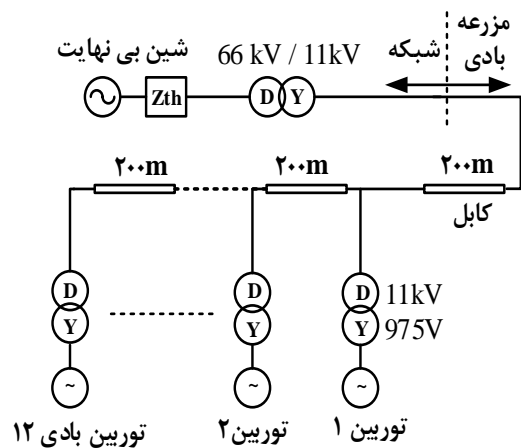 مزرعه
بادی
شبکه
66 kV / 11kV
شین بی نهایت
Zth
D Y
۲۰۰m
۲۰۰m
۲۰۰m
کابل
D
Y
D
Y
D
Y
11kV
975V
~
~
~
توربین ۱
توربین۲
توربین بادی ۱۲